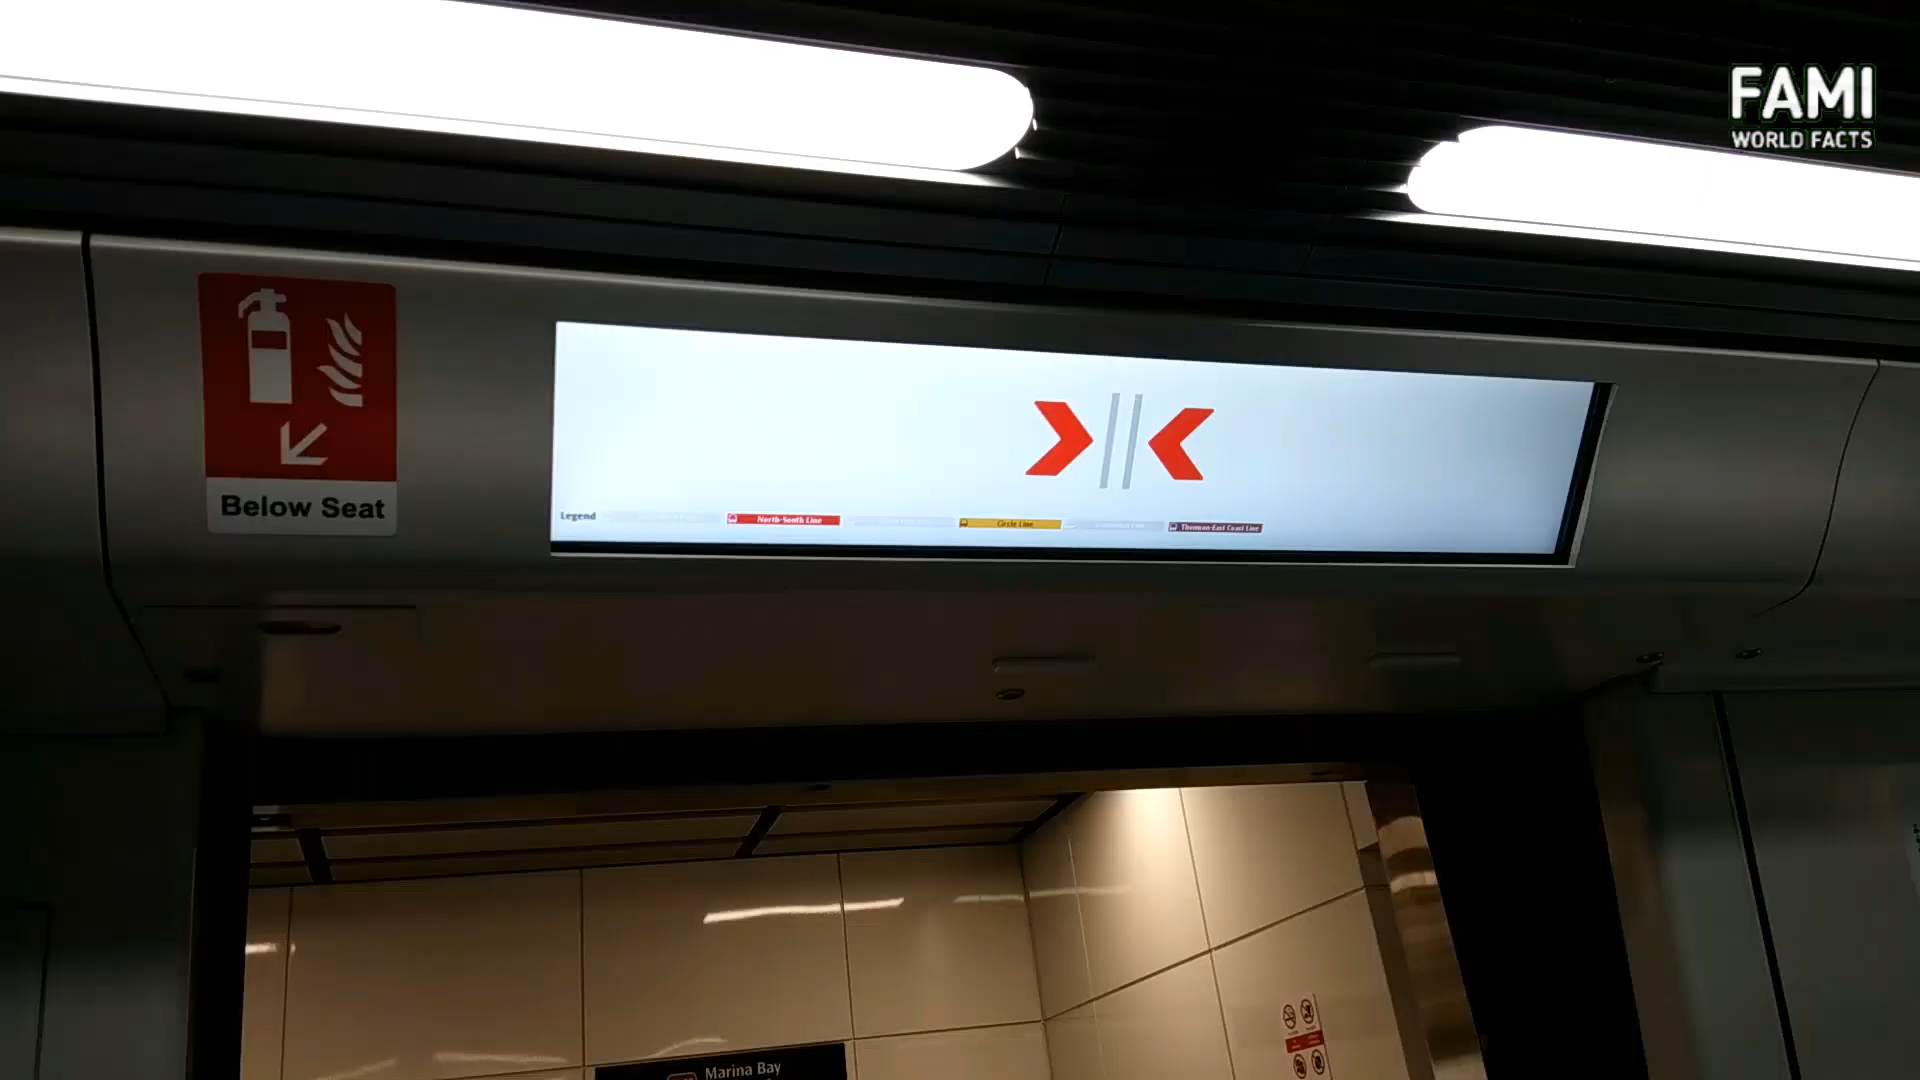 FAMI
WORLD FACTS
Below Seat
Legend
North-South Line
Circle Line
Thomson-East Coast Line
Marina Bay